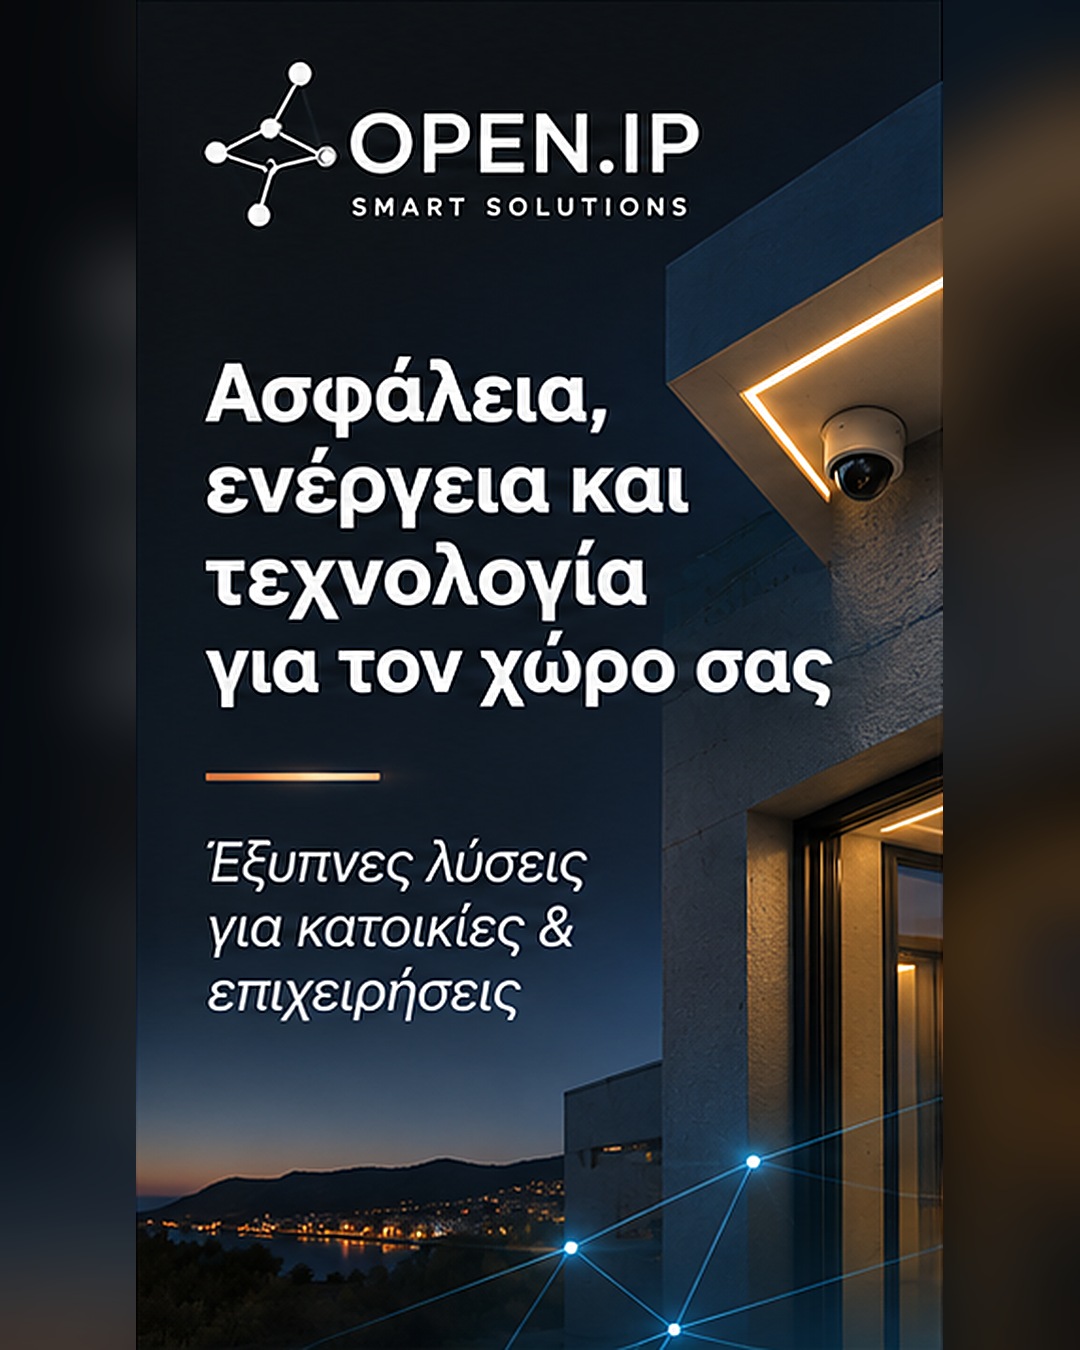 OPEN.IP
SMART SOLUTIONS
Ασφάλεια,
ενέργεια και
τεχνολογία
για τον χώρο σας
Έξυπνες λύσεις
για κατοικίες &
επιχειρήσεις